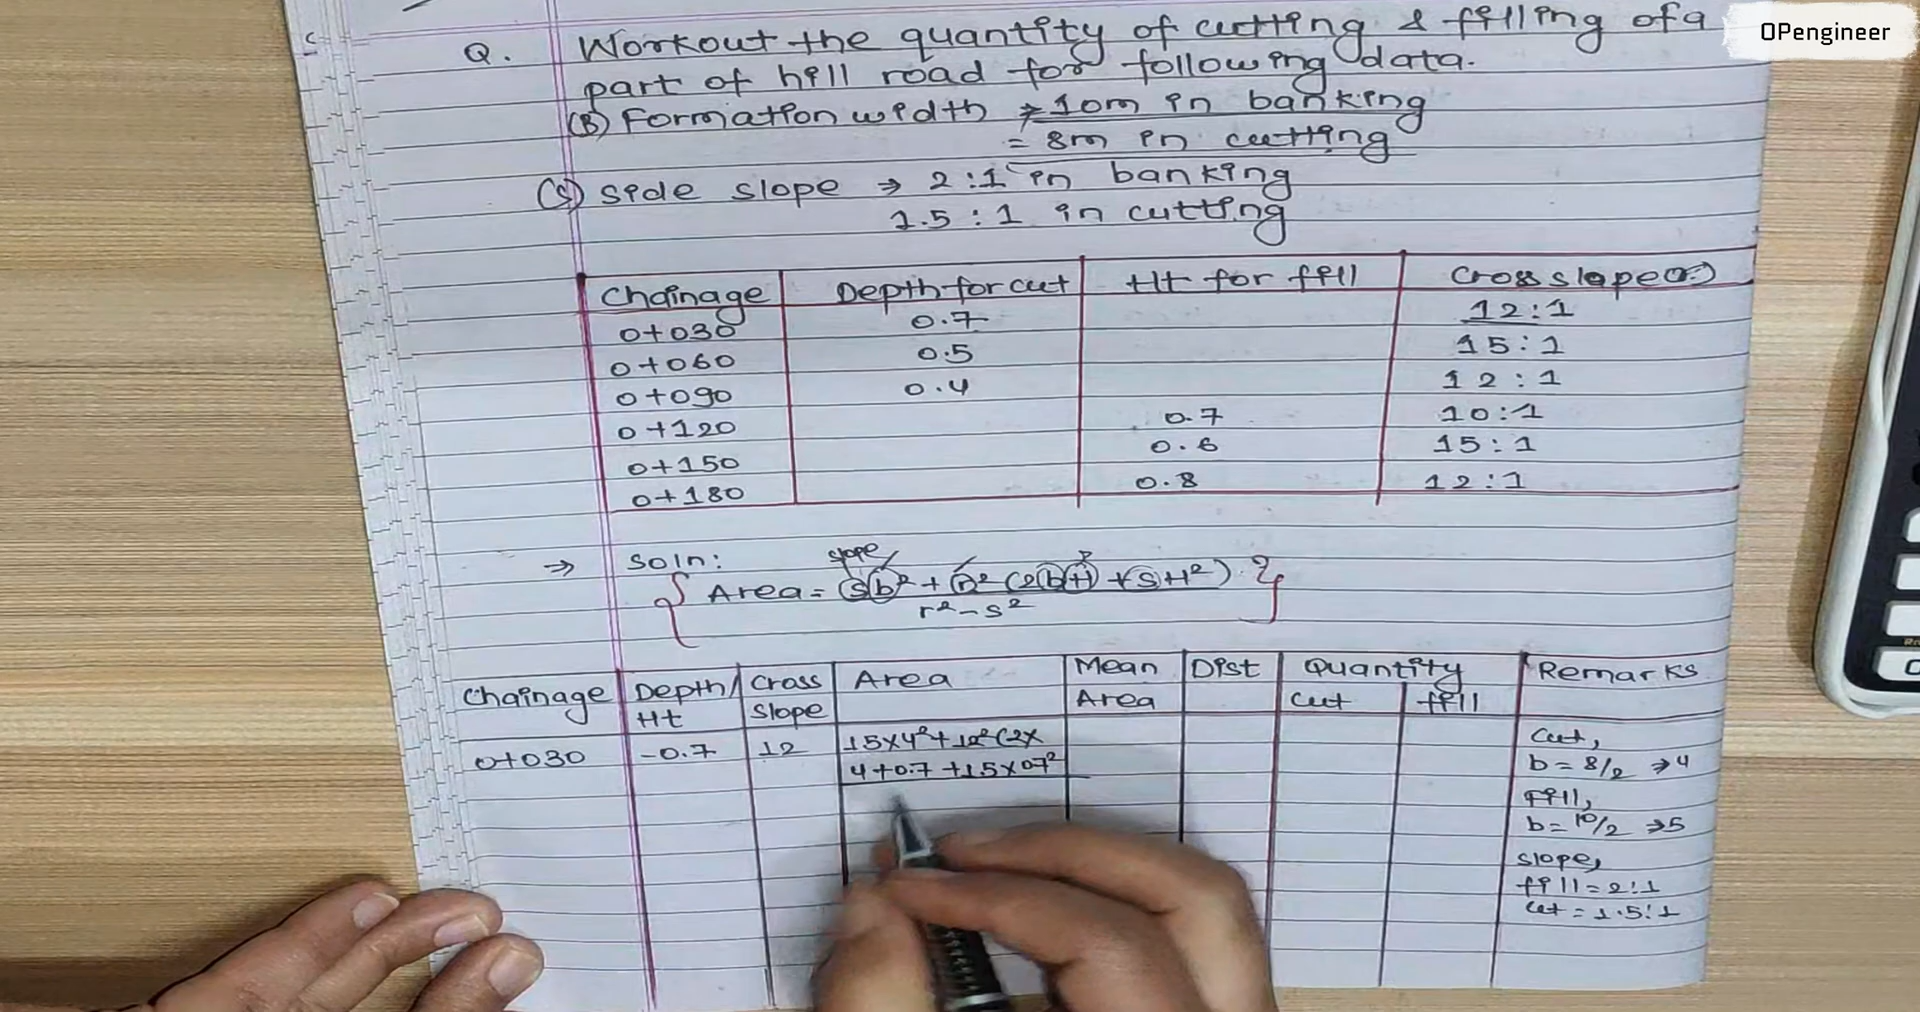 OPengineer
Q. Workout the quantity of cutting & filling of a
part of hill road for following data.
(B) Formation width ⇒ 10m in banking
= 8m in cutting
(S) Side slope ⇒ 2:1 in banking
1.5 : 1 in cutting
Chainage Depth for cut Ht for fill Cross slope (r)
0+030 0.7 12:1
0+060 0.5 15:1
0+090 0.4 12:1
0+120 0.7 10:1
0+150 0.6 15:1
0+180 0.8 12:1
⇒ Soln: slope
{ Area = Sb² + r² (2bH + SH²) }
r² - s²
Chainage Depth/ Cross Area Mean Dist Quantity Remarks
Ht Slope Area Cut fill
0+030 -0.7 12 1.5×4²+12²(2× Cut,
4+0.7+1.5×0.7² b = 8/2 ⇒ 4
fill,
b = 10/2 ⇒ 5
slope,
fill = 2:1
Cut = 1.5:1